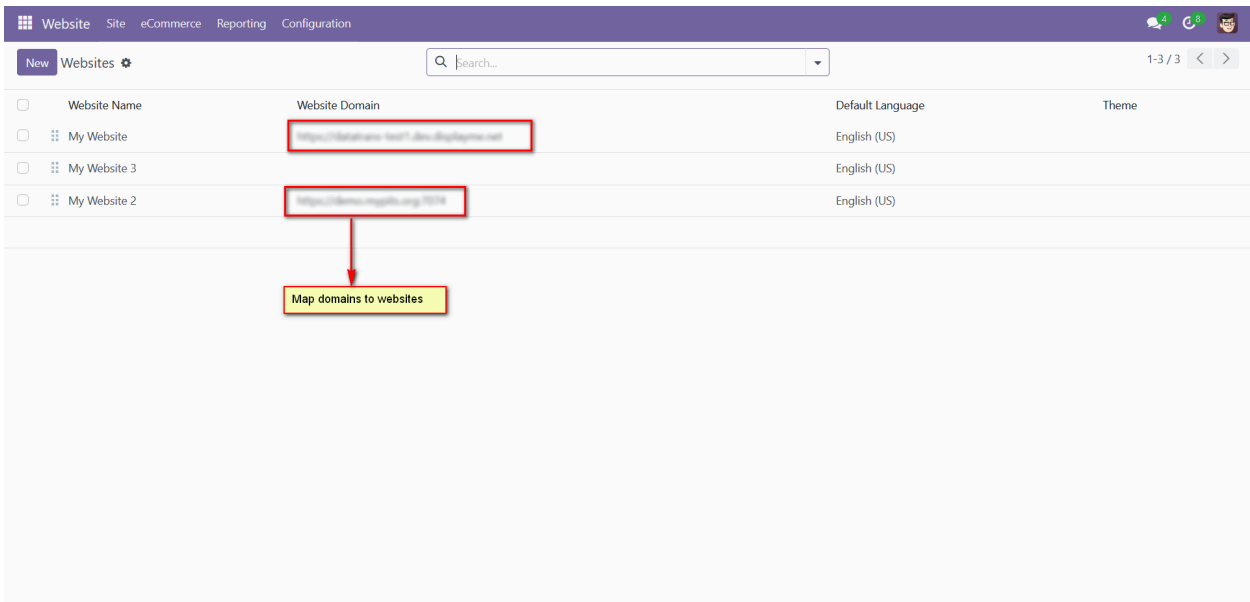 Website Site eCommerce Reporting Configuration 4 8
New Websites Search... 1-3 / 3
Website Name Website Domain Default Language Theme
My Website English (US)
My Website 3 English (US)
My Website 2 English (US)
Map domains to websites